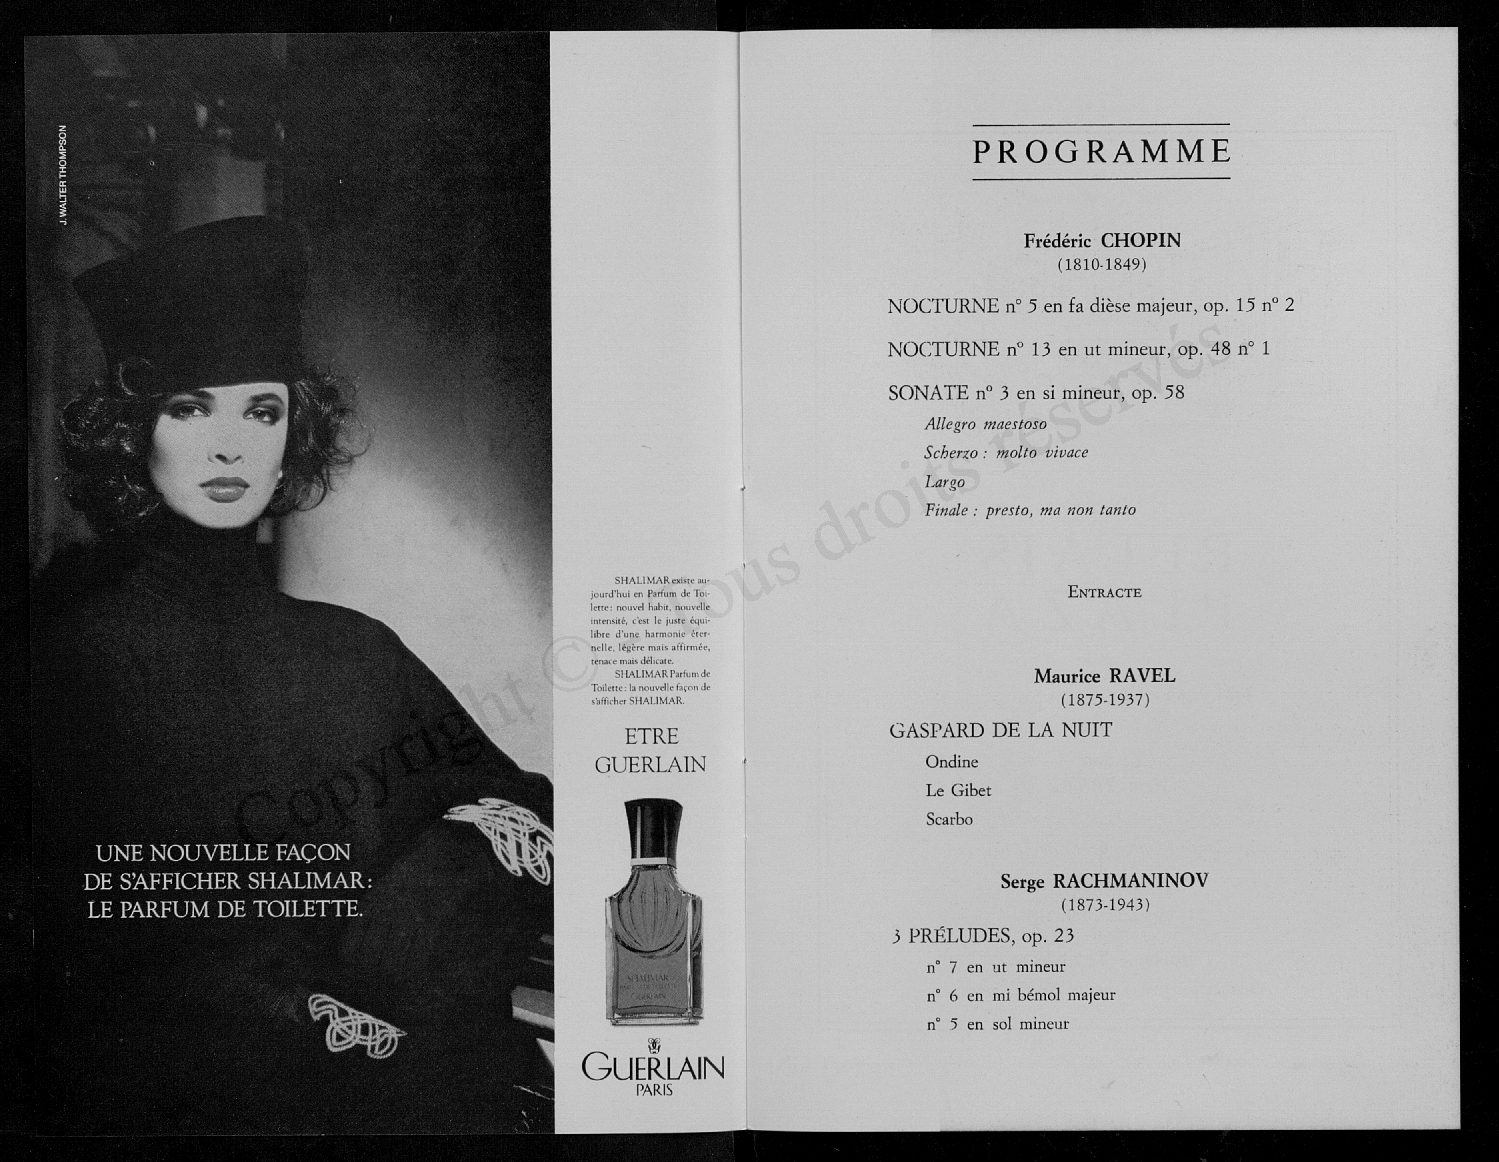 J. WALTER THOMPSON
UNE NOUVELLE FAÇON
DE S'AFFICHER SHALIMAR:
LE PARFUM DE TOILETTE.
SHALIMAR existe au-
jourd'hui en Parfum de Toi-
lette: nouvel habit, nouvelle
intensité, c'est le juste équi-
libre d'une harmonie éter-
nelle, légère mais affirmée,
tenace mais délicate.
SHALIMAR Parfum de
Toilette: la nouvelle façon de
s'afficher SHALIMAR.
ETRE
GUERLAIN
SHALIMAR
GUERLAIN
GUERLAIN
PARIS
PROGRAMME
Frédéric CHOPIN
(1810-1849)
NOCTURNE n° 5 en fa dièse majeur, op. 15 n° 2
NOCTURNE n° 13 en ut mineur, op. 48 n° 1
SONATE n° 3 en si mineur, op. 58
Allegro maestoso
Scherzo : molto vivace
Largo
Finale : presto, ma non tanto
ENTRACTE
Maurice RAVEL
(1875-1937)
GASPARD DE LA NUIT
Ondine
Le Gibet
Scarbo
Serge RACHMANINOV
(1873-1943)
3 PRÉLUDES, op. 23
n° 7 en ut mineur
n° 6 en mi bémol majeur
n° 5 en sol mineur
Copyright © Tous droits réservés.